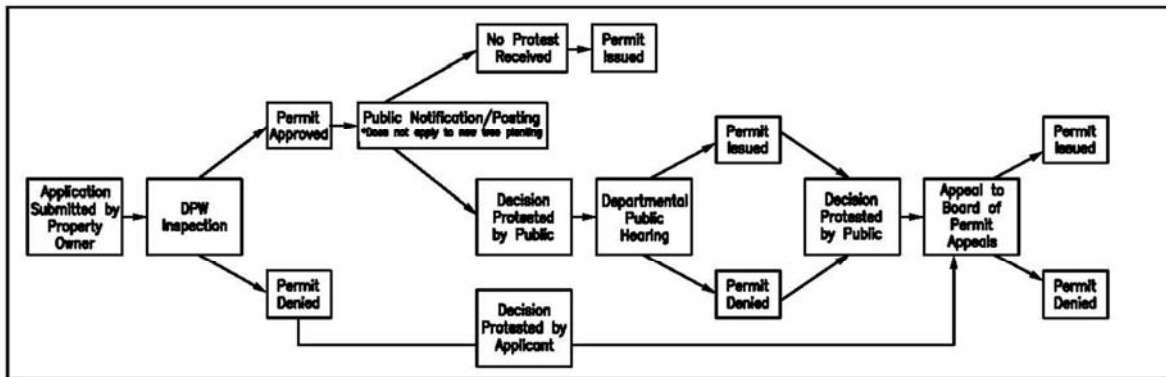 No Protest
Received
Permit
Issued
Permit
Approved
Public Notification/Posting
*Does not apply to new tree planting
Permit
Issued
Permit
Issued
Application
Submitted by
Property
Owner
DPW
Inspection
Decision
Protested
by Public
Departmental
Public
Hearing
Decision
Protested
by Public
Appeal to
Board of
Permit
Appeals
Permit
Denied
Decision
Protested by
Applicant
Permit
Denied
Permit
Denied